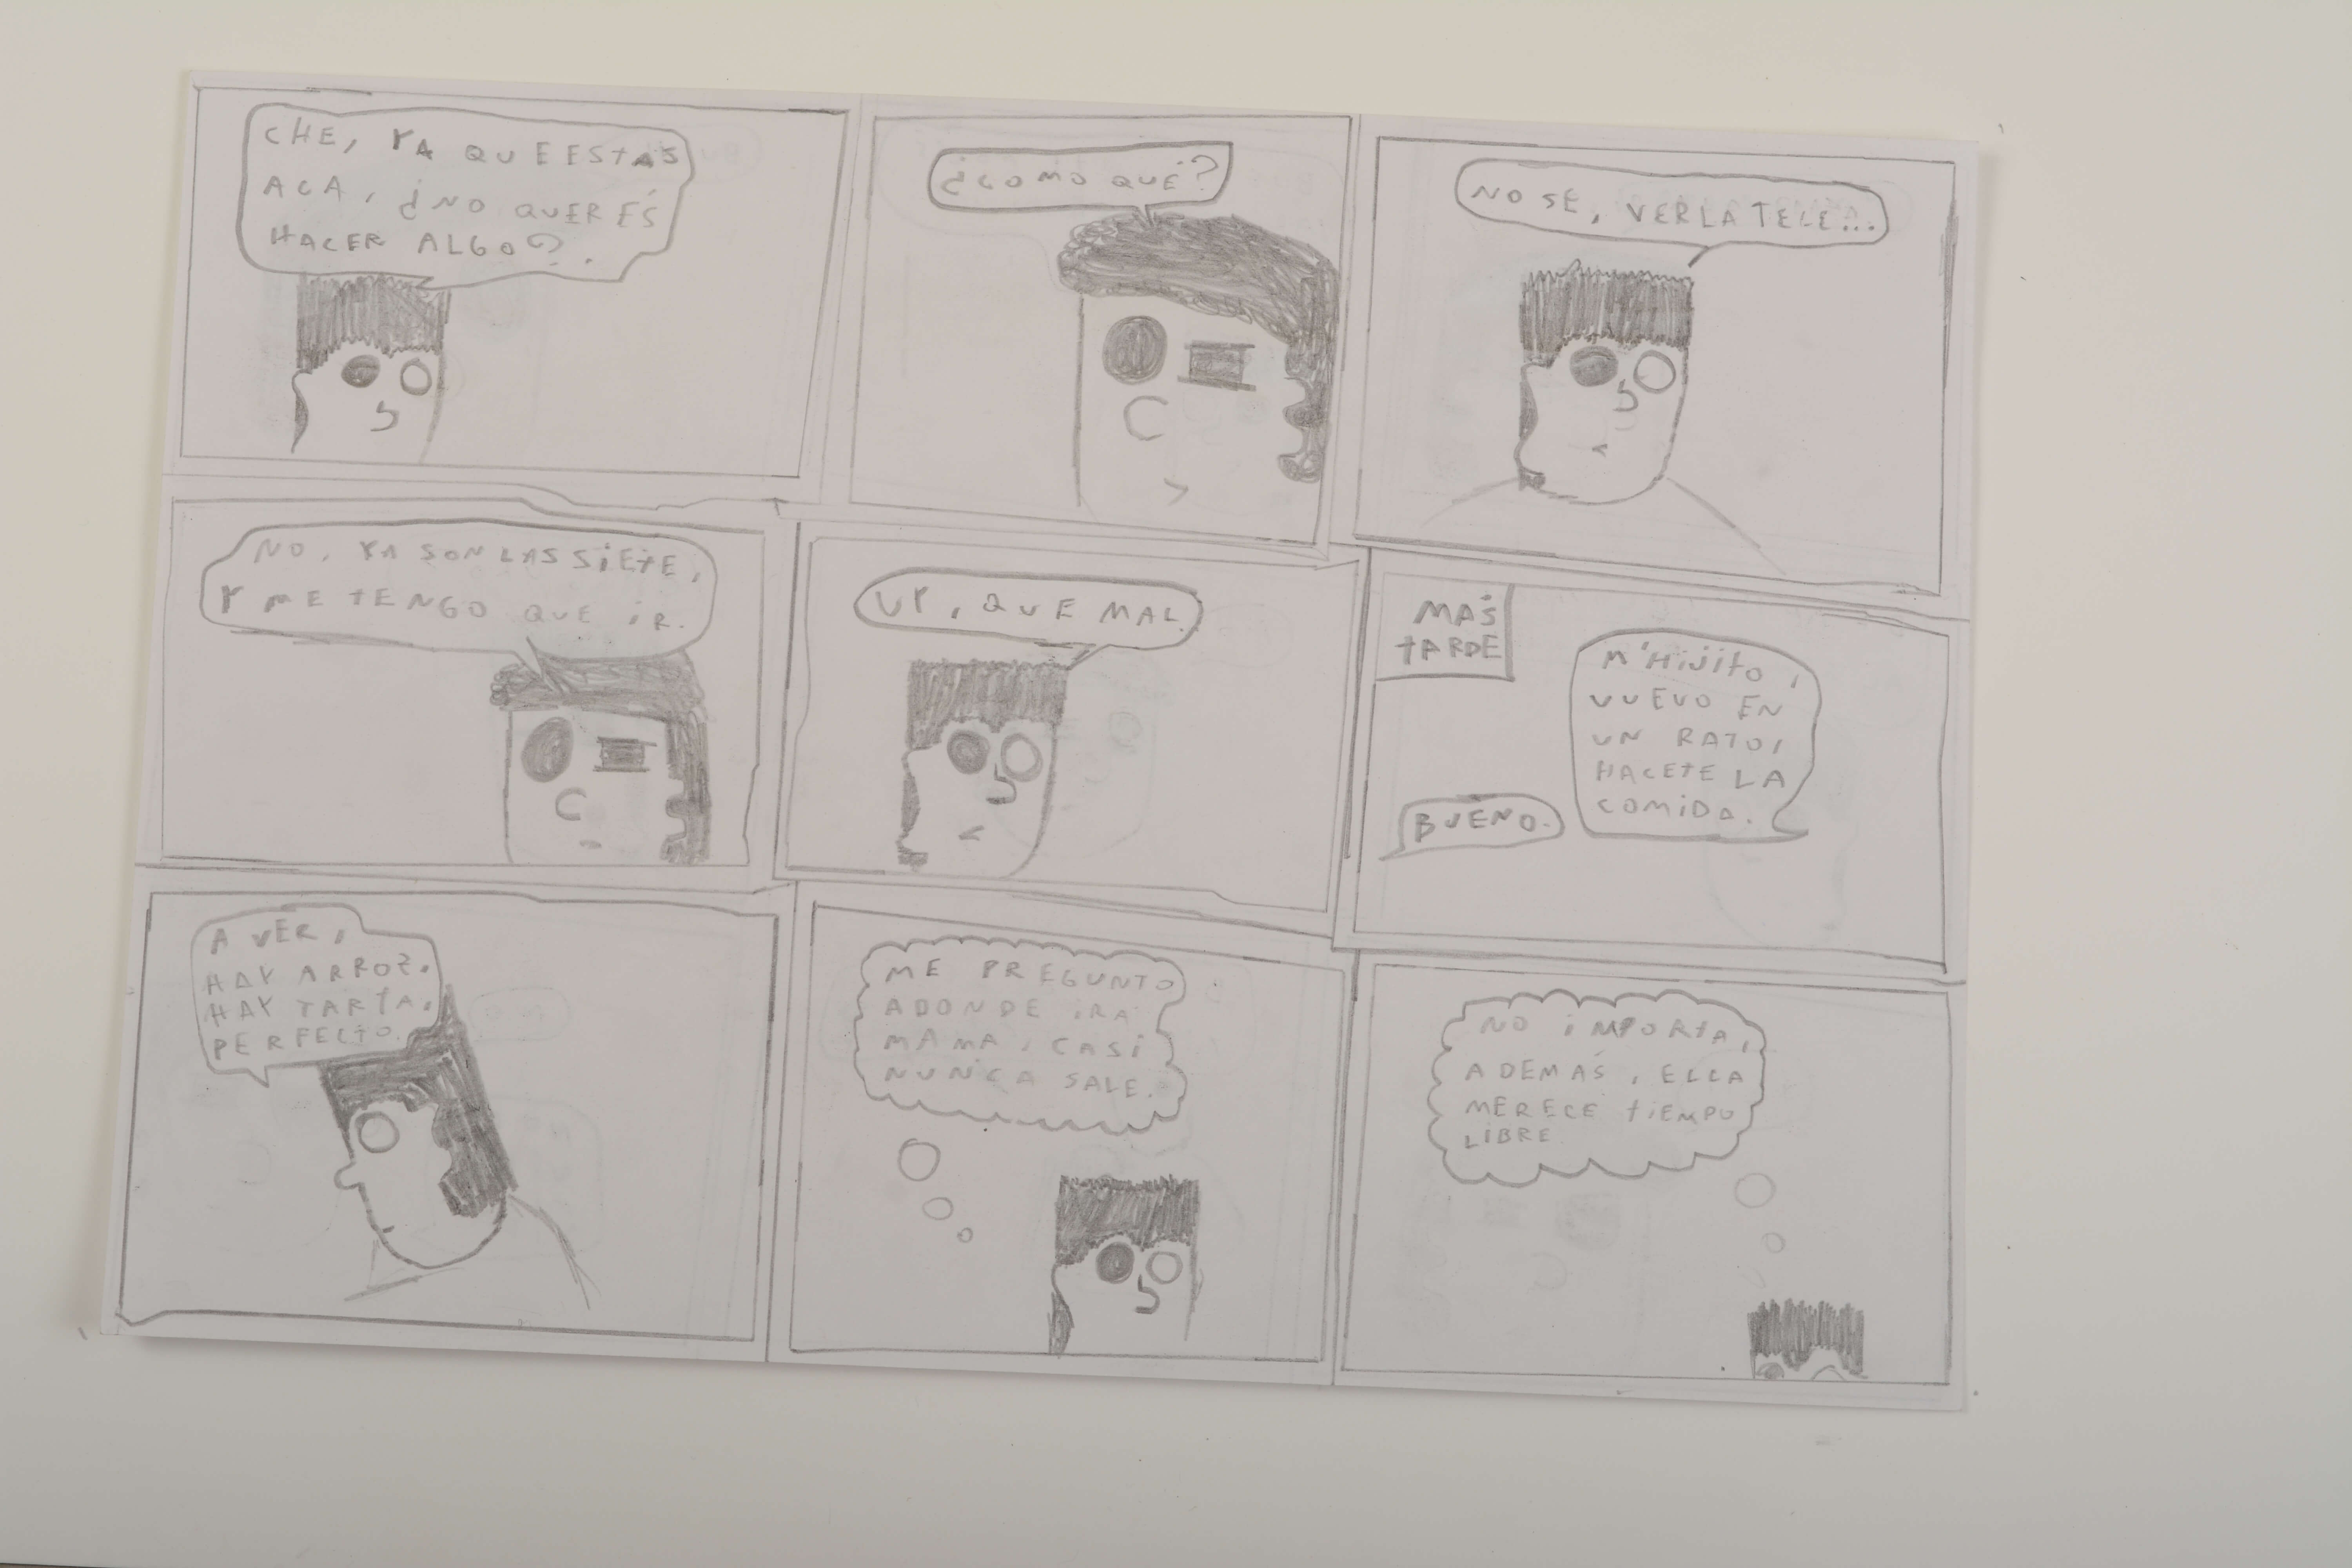 CHE, YA QUE ESTAS
ACA, ¿NO QUERÉS
HACER ALGO?.
¿COMO QUÉ?
NO SE, VER LA TELE...
NO, YA SON LAS SIETE,
Y ME TENGO QUE IR.
UY, QUE MAL.
MÁS
TARDE
M'HIJITO,
VUEVO EN
UN RATO,
HACETE LA
COMIDA.
BUENO.
A VER,
HAY ARROZ.
HAY TARTA.
PERFECTO.
ME PREGUNTO
ADONDE IRA
MAMA, CASI
NUNCA SALE.
NO IMPORTA,
ADEMÁS, ELLA
MERECE TIEMPO
LIBRE.